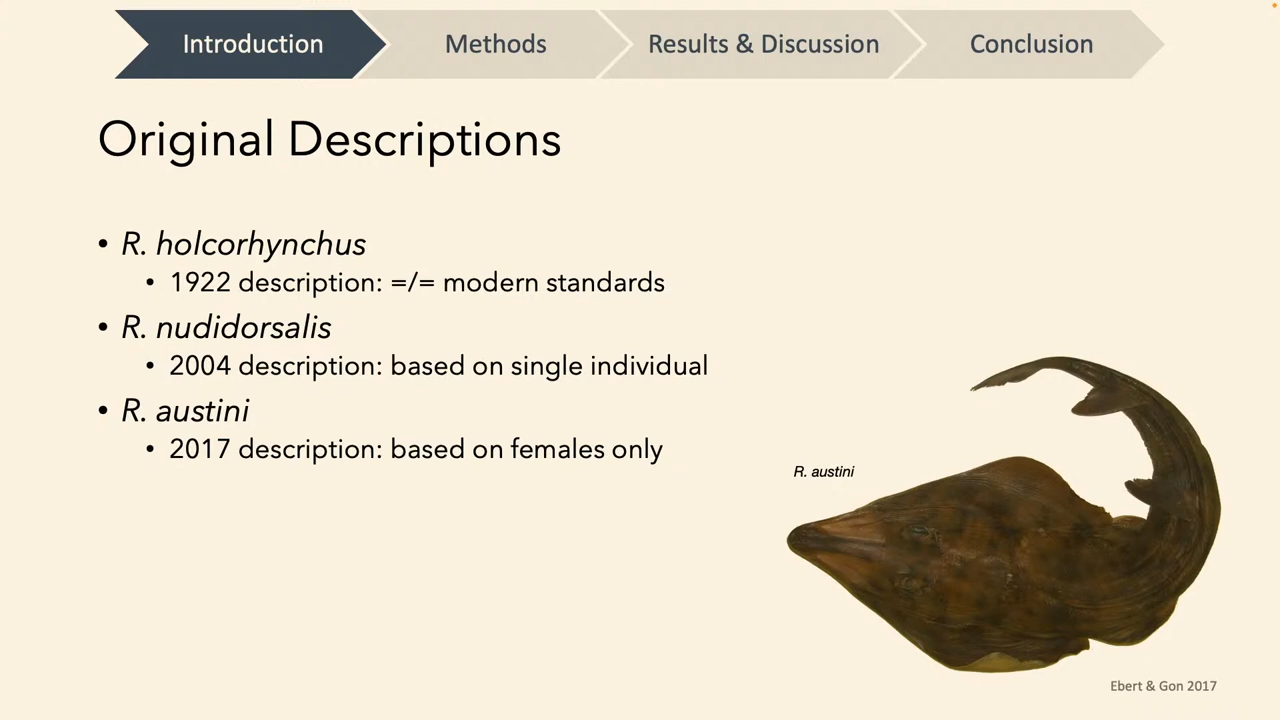 Introduction
Methods
Results & Discussion
Conclusion
Original Descriptions
• R. holcorhynchus
• 1922 description: =/= modern standards
• R. nudidorsalis
• 2004 description: based on single individual
• R. austini
• 2017 description: based on females only
R. austini
Ebert & Gon 2017